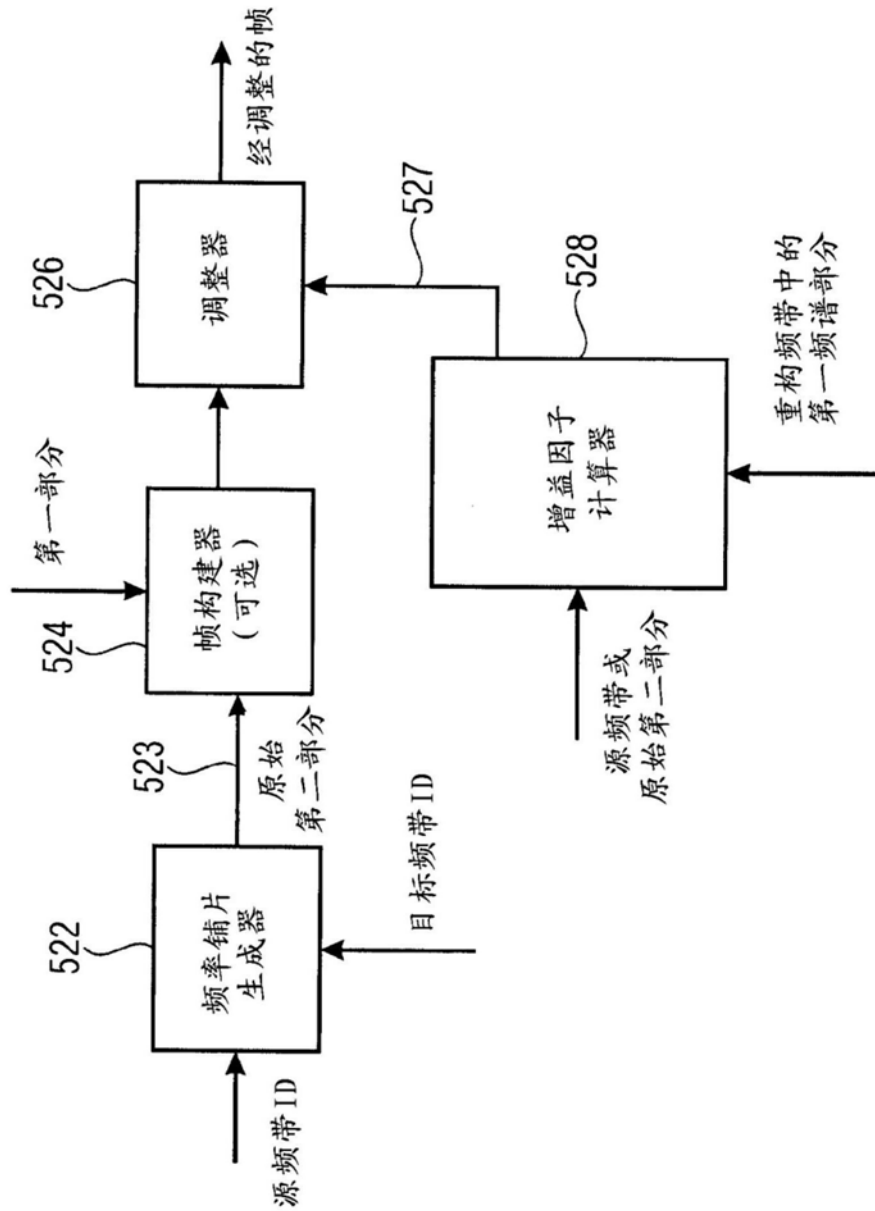 源频带ID
522
频率铺片
生成器
目标频带ID
523
原始
第二部分
第一部分
524
帧构建器
(可选)
526
调整器
经调整的帧
527
源频带或
原始第二部分
528
增益因子
计算器
重构频带中的
第一频谱部分